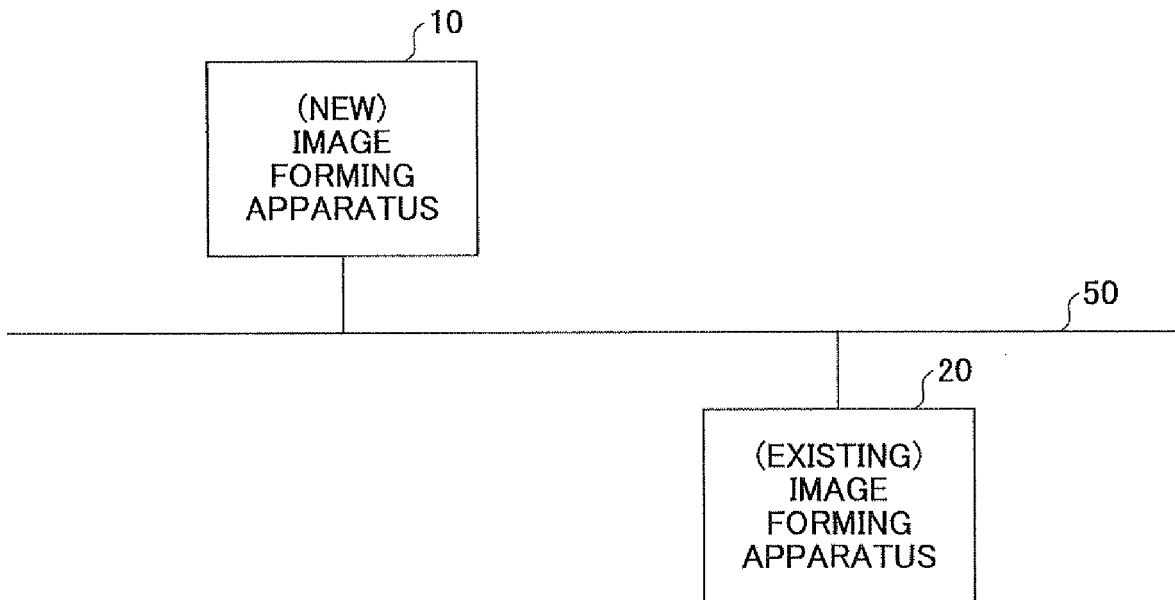 10
(NEW)
IMAGE
FORMING
APPARATUS
50
20
(EXISTING)
IMAGE
FORMING
APPARATUS